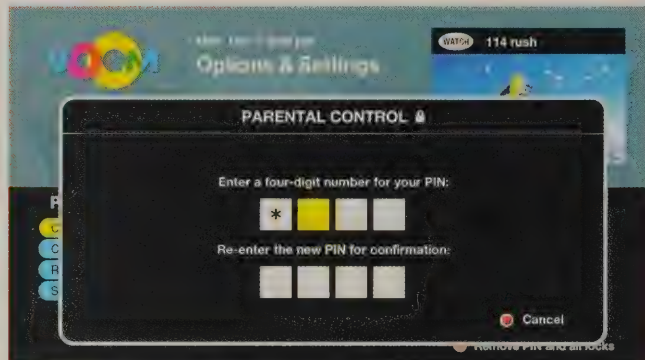 VOOM
Options & Settings
WATCH 114 rush
PARENTAL CONTROL
Enter a four-digit number for your PIN:
*
Re-enter the new PIN for confirmation:
Cancel
C
R
S
Remove PIN and all locks